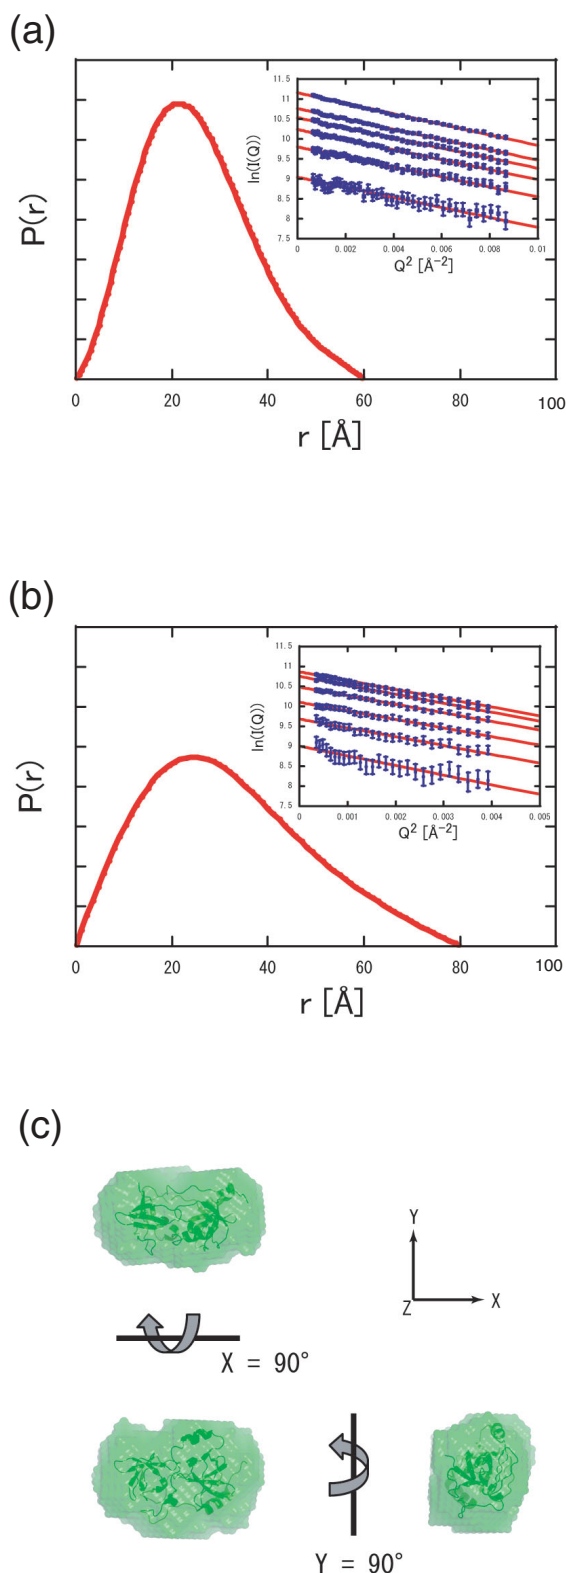 (a)
P(r)
0
20
40
60
80
100
r [Å]
ln(I(Q))
11.5
11
10.5
10
9.5
9
8.5
8
7.5
0
0.002
0.004
0.006
0.008
0.01
Q² [Å⁻²]
(b)
P(r)
0
20
40
60
80
100
r [Å]
ln(I(Q))
11.5
11
10.5
10
9.5
9
8.5
8
7.5
0
0.001
0.002
0.003
0.004
0.005
Q² [Å⁻²]
(c)
Y
Z
X
X = 90°
Y = 90°